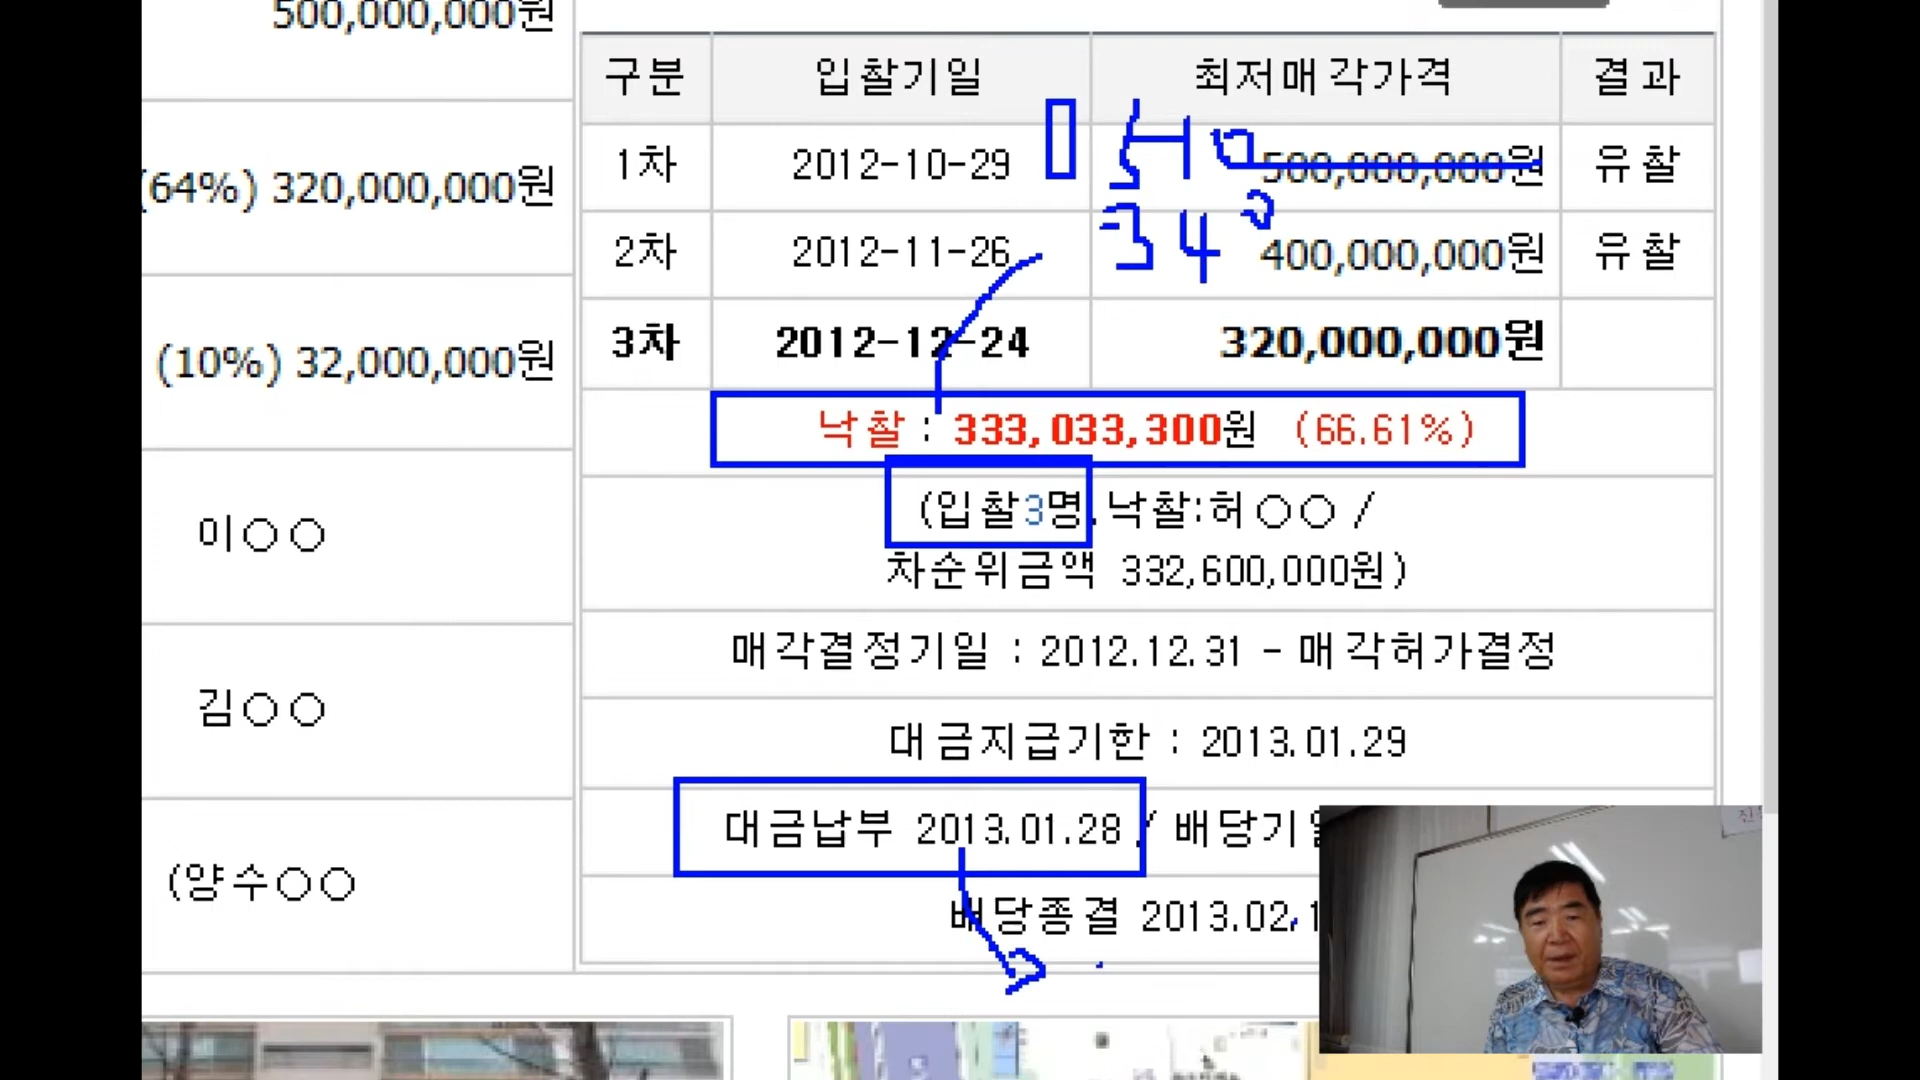 500,000,000원
(64%) 320,000,000원
(10%) 32,000,000원
이○○
김○○
(양수○○
구분 입찰기일 최저매각가격 결과
1차 2012-10-29 500,000,000원 유찰
2차 2012-11-26 400,000,000원 유찰
34
3차 2012-12-24 320,000,000원
낙찰 : 333,033,300원 (66.61%)
(입찰3명,낙찰:허○○ /
차순위금액 332,600,000원)
매각결정기일 : 2012.12.31 - 매각허가결정
대금지급기한 : 2013.01.29
대금납부 2013.01.28 / 배당기
배당종결 2013.02.1